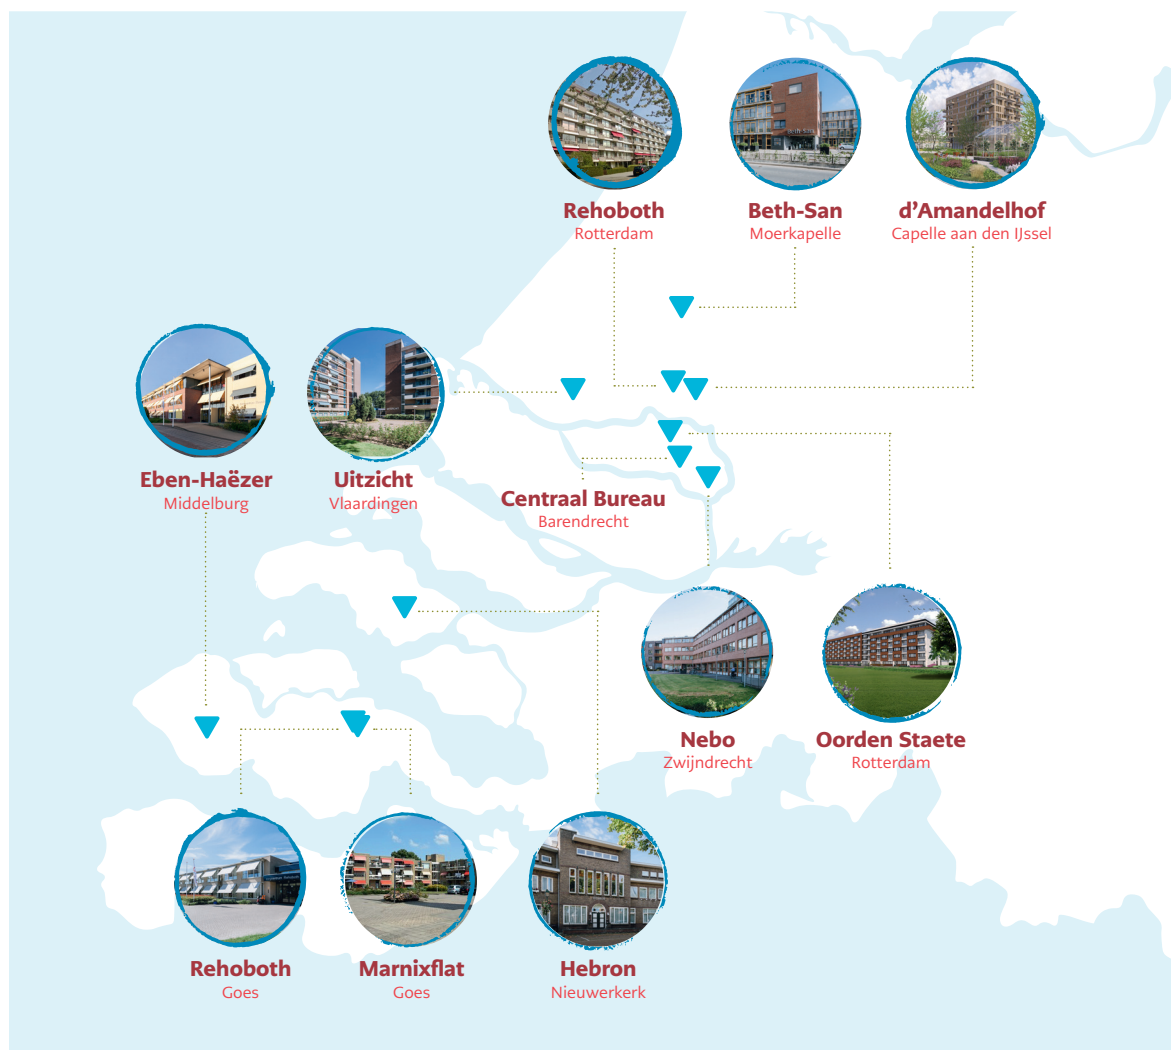 Rehoboth
Rotterdam
Beth-San
Moerkapelle
d'Amandelhof
Capelle aan den IJssel
Eben-Haëzer
Middelburg
Uitzicht
Vlaardingen
Centraal Bureau
Barendrecht
Nebo
Zwijndrecht
Oorden Staete
Rotterdam
Rehoboth
Goes
Marnixflat
Goes
Hebron
Nieuwerkerk